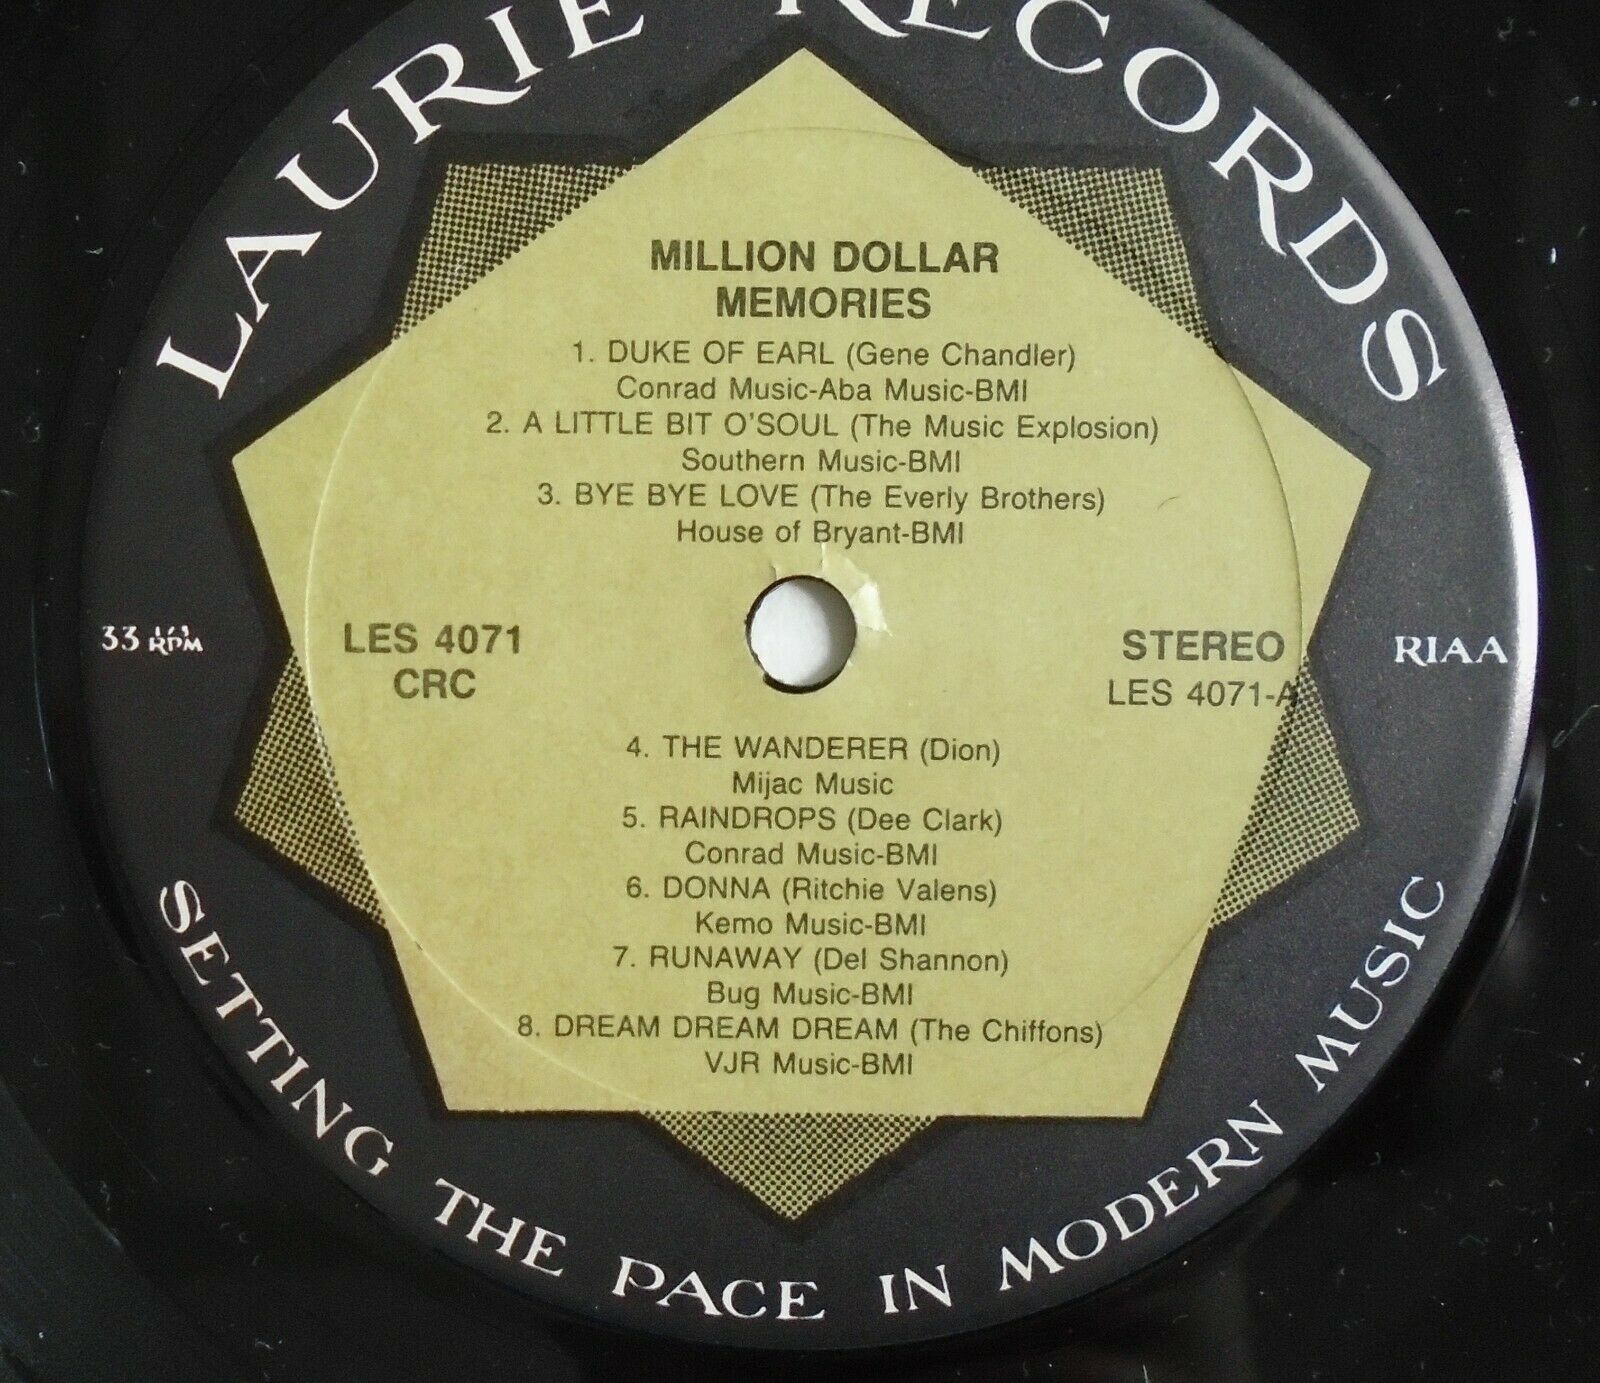 LAURIE RECORDS
MILLION DOLLAR
MEMORIES
1. DUKE OF EARL (Gene Chandler)
Conrad Music-Aba Music-BMI
2. A LITTLE BIT O'SOUL (The Music Explosion)
Southern Music-BMI
3. BYE BYE LOVE (The Everly Brothers)
House of Bryant-BMI
33 1/3 RPM
LES 4071
CRC
STEREO
LES 4071-A
RIAA
4. THE WANDERER (Dion)
Mijac Music
5. RAINDROPS (Dee Clark)
Conrad Music-BMI
6. DONNA (Ritchie Valens)
Kemo Music-BMI
7. RUNAWAY (Del Shannon)
Bug Music-BMI
8. DREAM DREAM DREAM (The Chiffons)
VJR Music-BMI
SETTING THE PACE IN MODERN MUSIC